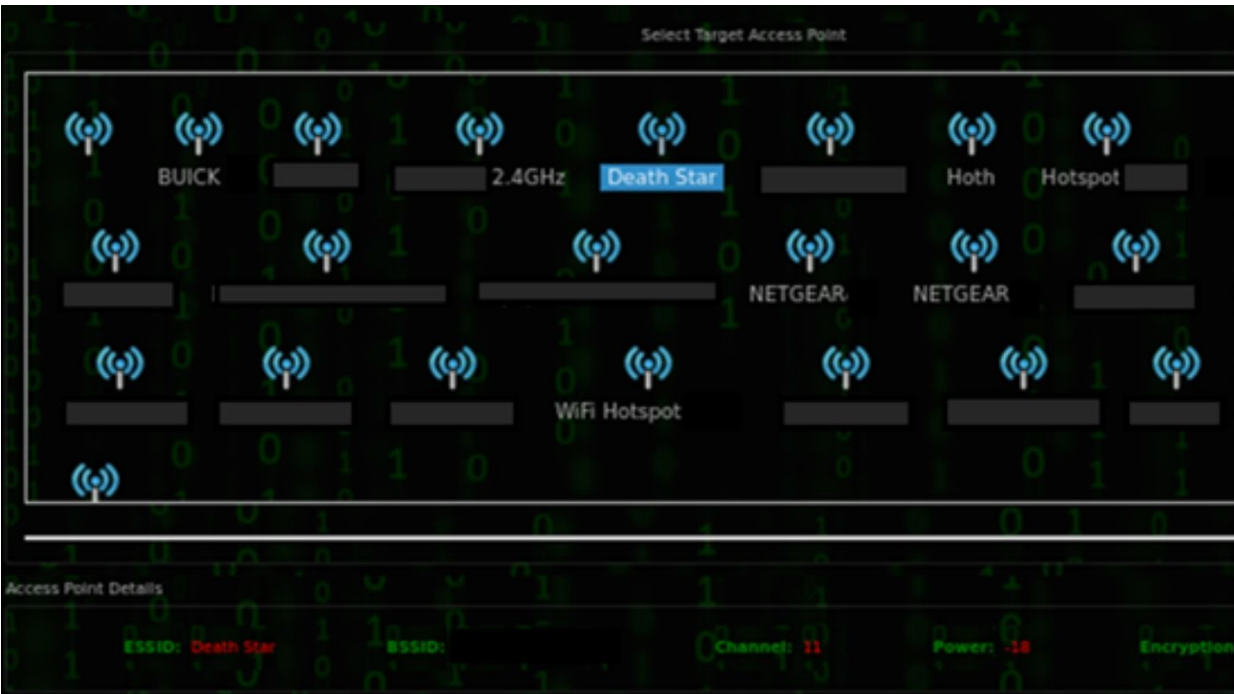 Select Target Access Point
BUICK 2.4GHz Death Star Hoth Hotspot
NETGEAR NETGEAR
WiFi Hotspot
Access Point Details
ESSID: Death Star BSSID: Channel: 11 Power: -18 Encryption